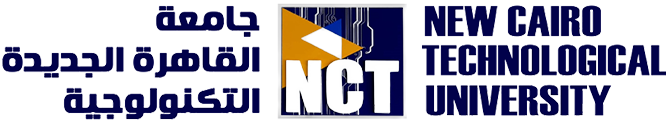 جامعة
القاهرة الجديدة
التكنولوجية
NCT
NEW CAIRO
TECHNOLOGICAL
UNIVERSITY